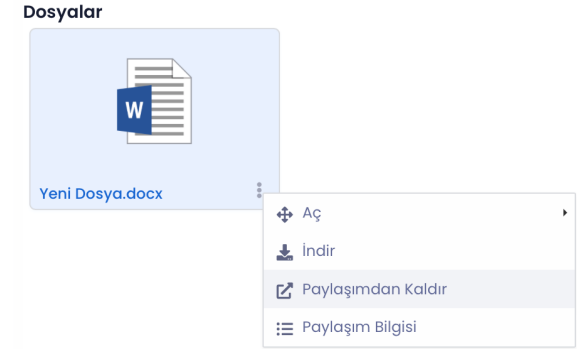 Dosyalar
W
Yeni Dosya.docx
Aç
İndir
Paylaşımdan Kaldır
Paylaşım Bilgisi